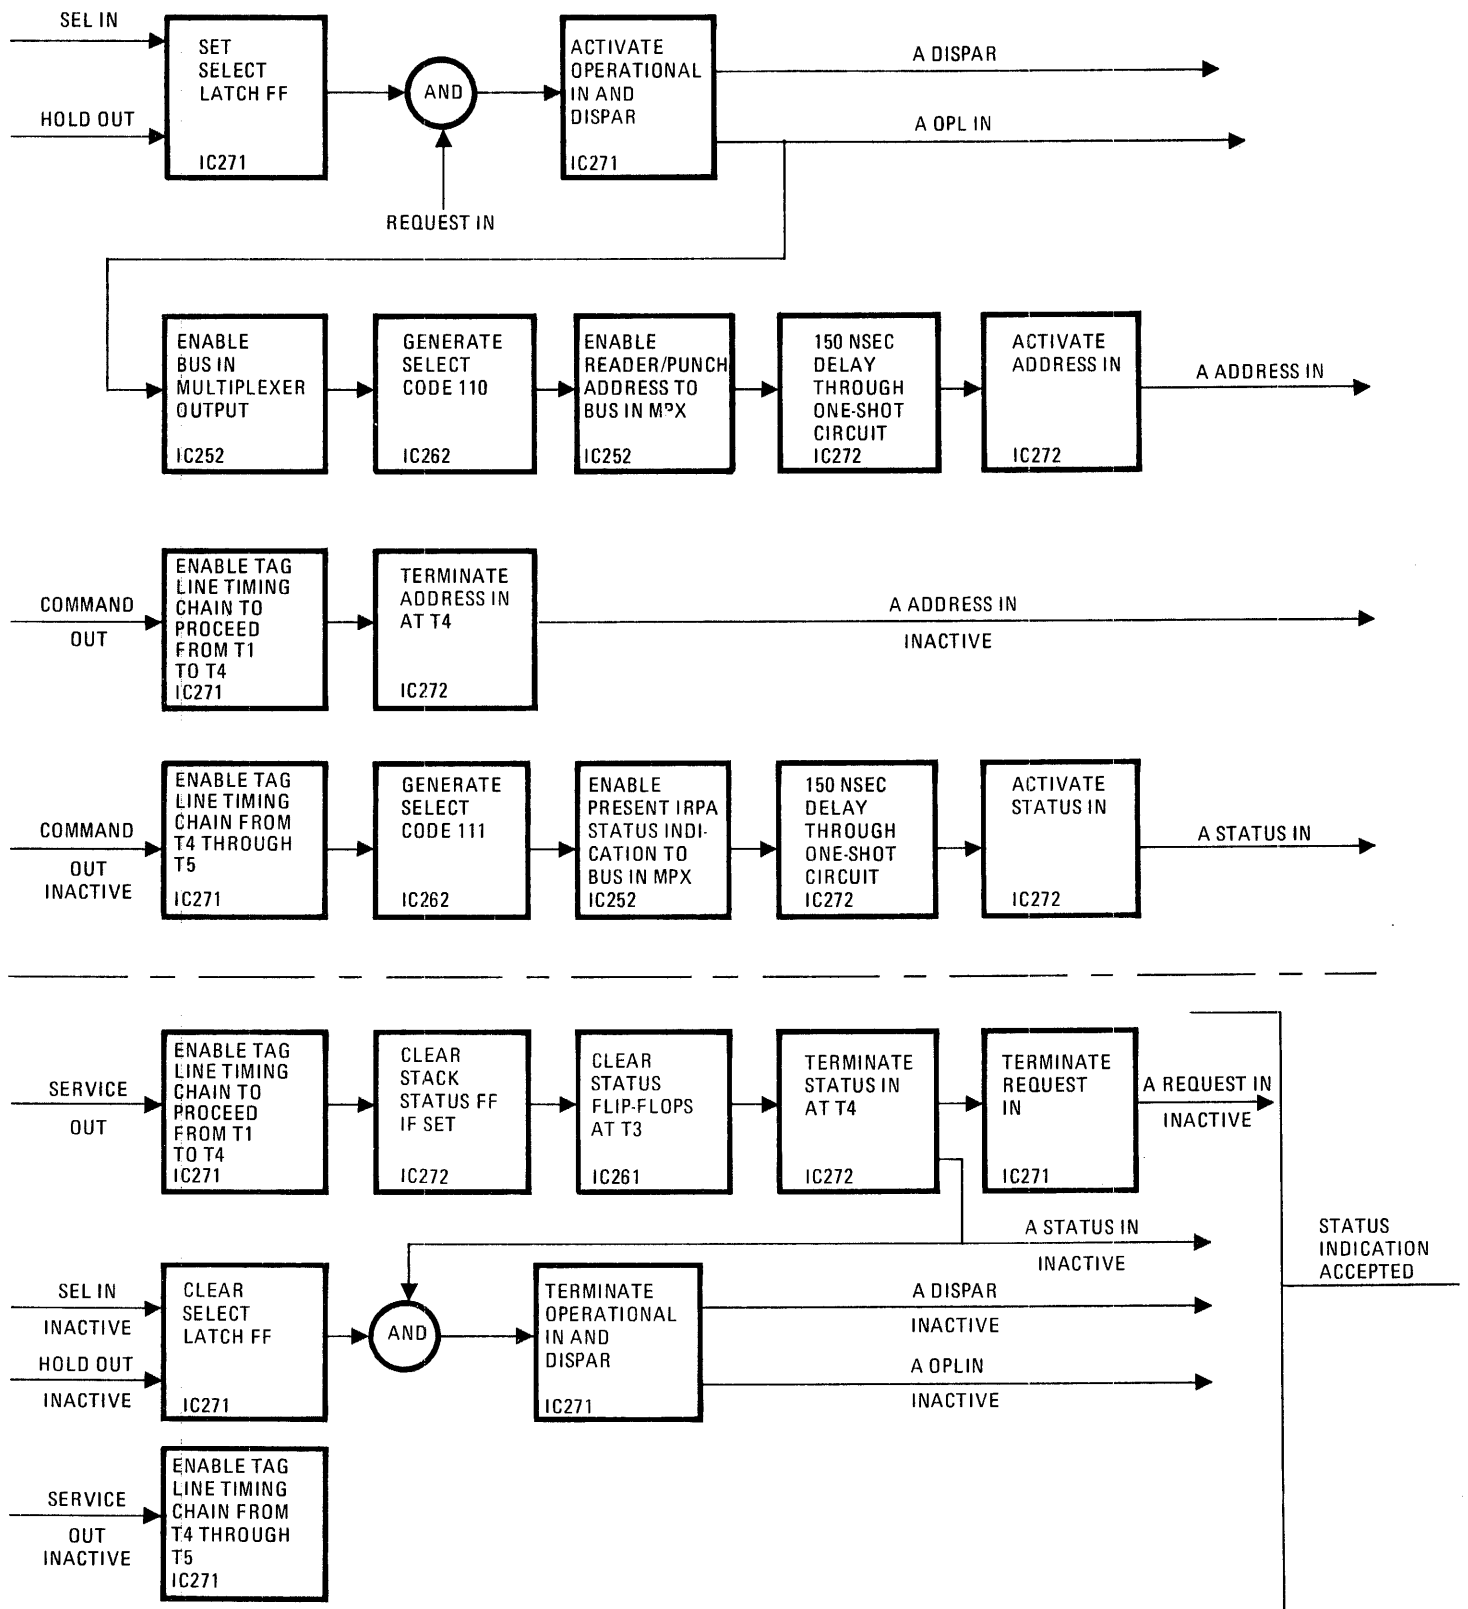 SEL IN
HOLD OUT
SET
SELECT
LATCH FF
IC271
AND
REQUEST IN
ACTIVATE
OPERATIONAL
IN AND
DISPAR
IC271
A DISPAR
A OPL IN
ENABLE
BUS IN
MULTIPLEXER
OUTPUT
IC252
GENERATE
SELECT
CODE 110
IC262
ENABLE
READER/PUNCH
ADDRESS TO
BUS IN MPX
IC252
150 NSEC
DELAY
THROUGH
ONE-SHOT
CIRCUIT
IC272
ACTIVATE
ADDRESS IN
IC272
A ADDRESS IN
COMMAND
OUT
ENABLE TAG
LINE TIMING
CHAIN TO
PROCEED
FROM T1
TO T4
IC271
TERMINATE
ADDRESS IN
AT T4
IC272
A ADDRESS IN
INACTIVE
COMMAND
OUT
INACTIVE
ENABLE TAG
LINE TIMING
CHAIN FROM
T4 THROUGH
T5
IC271
GENERATE
SELECT
CODE 111
IC262
ENABLE
PRESENT IRPA
STATUS INDI-
CATION TO
BUS IN MPX
IC252
150 NSEC
DELAY
THROUGH
ONE-SHOT
CIRCUIT
IC272
ACTIVATE
STATUS IN
IC272
A STATUS IN
SERVICE
OUT
ENABLE TAG
LINE TIMING
CHAIN TO
PROCEED
FROM T1
TO T4
IC271
CLEAR
STACK
STATUS FF
IF SET
IC272
CLEAR
STATUS
FLIP-FLOPS
AT T3
IC261
TERMINATE
STATUS IN
AT T4
IC272
TERMINATE
REQUEST
IN
IC271
A REQUEST IN
INACTIVE
A STATUS IN
INACTIVE
STATUS
INDICATION
ACCEPTED
SEL IN
INACTIVE
HOLD OUT
INACTIVE
CLEAR
SELECT
LATCH FF
IC271
AND
TERMINATE
OPERATIONAL
IN AND
DISPAR
IC271
A DISPAR
INACTIVE
A OPLIN
INACTIVE
SERVICE
OUT
INACTIVE
ENABLE TAG
LINE TIMING
CHAIN FROM
T4 THROUGH
T5
IC271